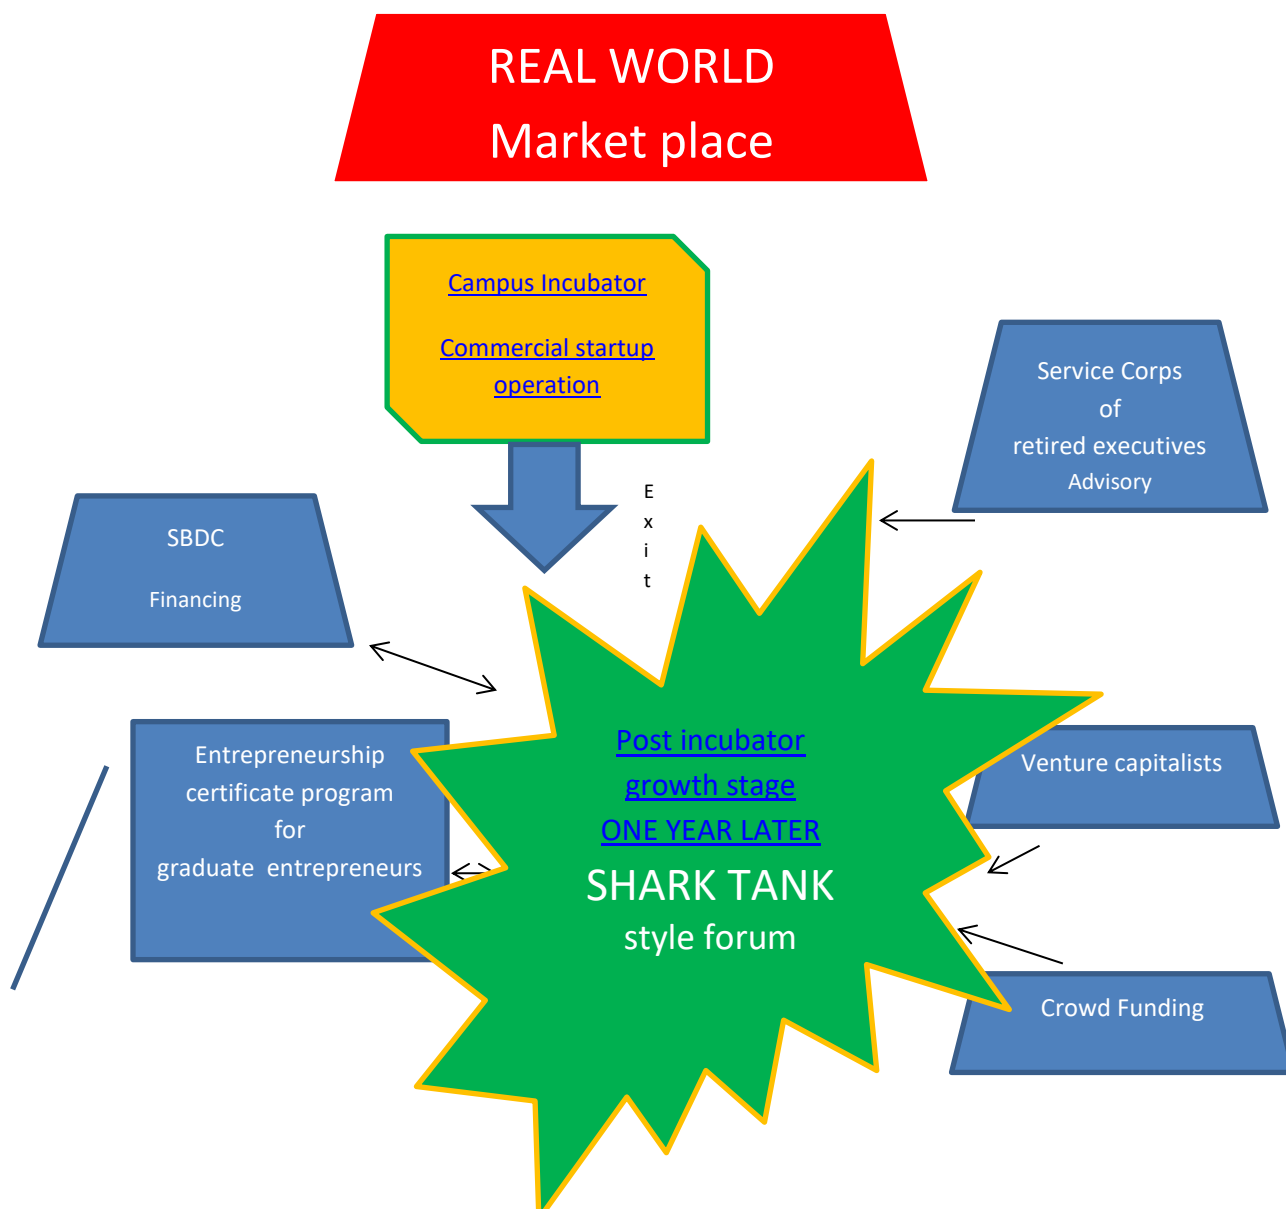 REAL WORLD
Market place
Campus Incubator
Commercial startup
operation
Service Corps
of
retired executives
Advisory
E
x
i
t
SBDC
Financing
Entrepreneurship
certificate program
for
graduate  entrepreneurs
Post incubator
growth stage
ONE YEAR LATER
SHARK TANK
style forum
Venture capitalists
Crowd Funding